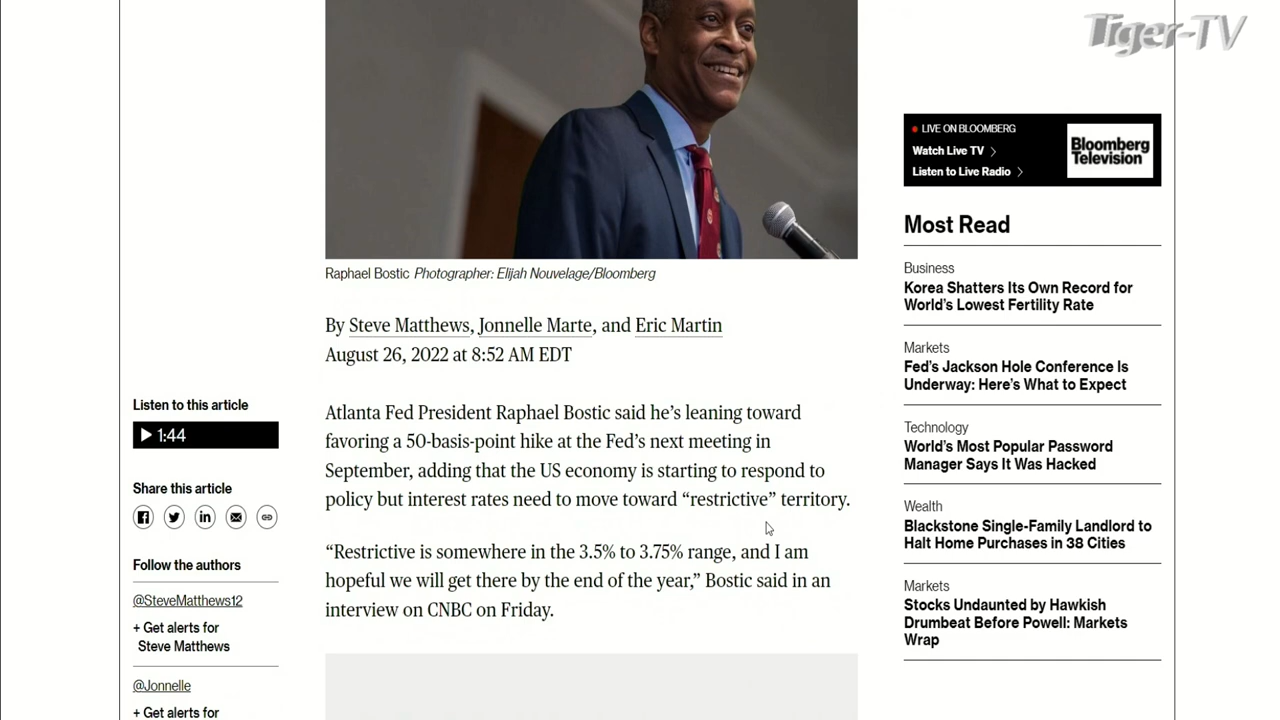 Tiger-TV
LIVE ON BLOOMBERG
Watch Live TV
Listen to Live Radio
Bloomberg
Television
Raphael Bostic Photographer: Elijah Nouvelage/Bloomberg
By Steve Matthews, Jonnelle Marte, and Eric Martin
August 26, 2022 at 8:52 AM EDT
Listen to this article
1:44
Share this article
Follow the authors
@SteveMatthews12
+ Get alerts for
Steve Matthews
@Jonnelle
+ Get alerts for
Atlanta Fed President Raphael Bostic said he’s leaning toward
favoring a 50-basis-point hike at the Fed’s next meeting in
September, adding that the US economy is starting to respond to
policy but interest rates need to move toward “restrictive” territory.
“Restrictive is somewhere in the 3.5% to 3.75% range, and I am
hopeful we will get there by the end of the year,” Bostic said in an
interview on CNBC on Friday.
Most Read
Business
Korea Shatters Its Own Record for
World’s Lowest Fertility Rate
Markets
Fed’s Jackson Hole Conference Is
Underway: Here’s What to Expect
Technology
World’s Most Popular Password
Manager Says It Was Hacked
Wealth
Blackstone Single-Family Landlord to
Halt Home Purchases in 38 Cities
Markets
Stocks Undaunted by Hawkish
Drumbeat Before Powell: Markets
Wrap